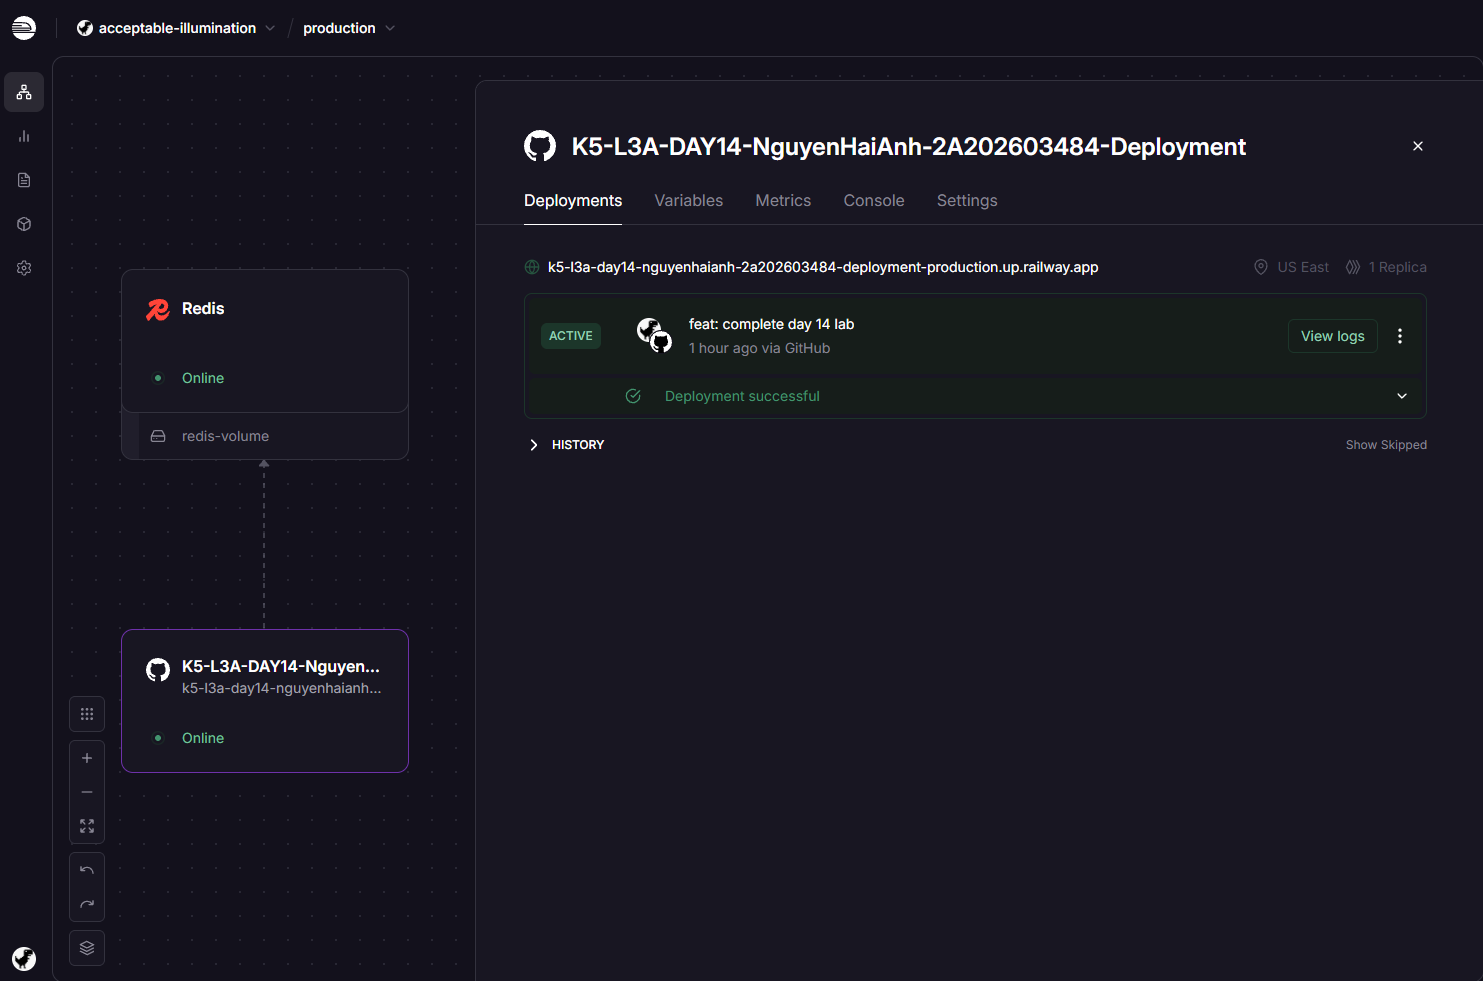 acceptable-illumination / production
K5-L3A-DAY14-NguyenHaiAnh-2A202603484-Deployment
Deployments Variables Metrics Console Settings
k5-l3a-day14-nguyenhaianh-2a202603484-deployment-production.up.railway.app
US East 1 Replica
ACTIVE
feat: complete day 14 lab
1 hour ago via GitHub
View logs
Deployment successful
HISTORY
Show Skipped
Redis
Online
redis-volume
K5-L3A-DAY14-Nguyen...
k5-l3a-day14-nguyenhaianh...
Online